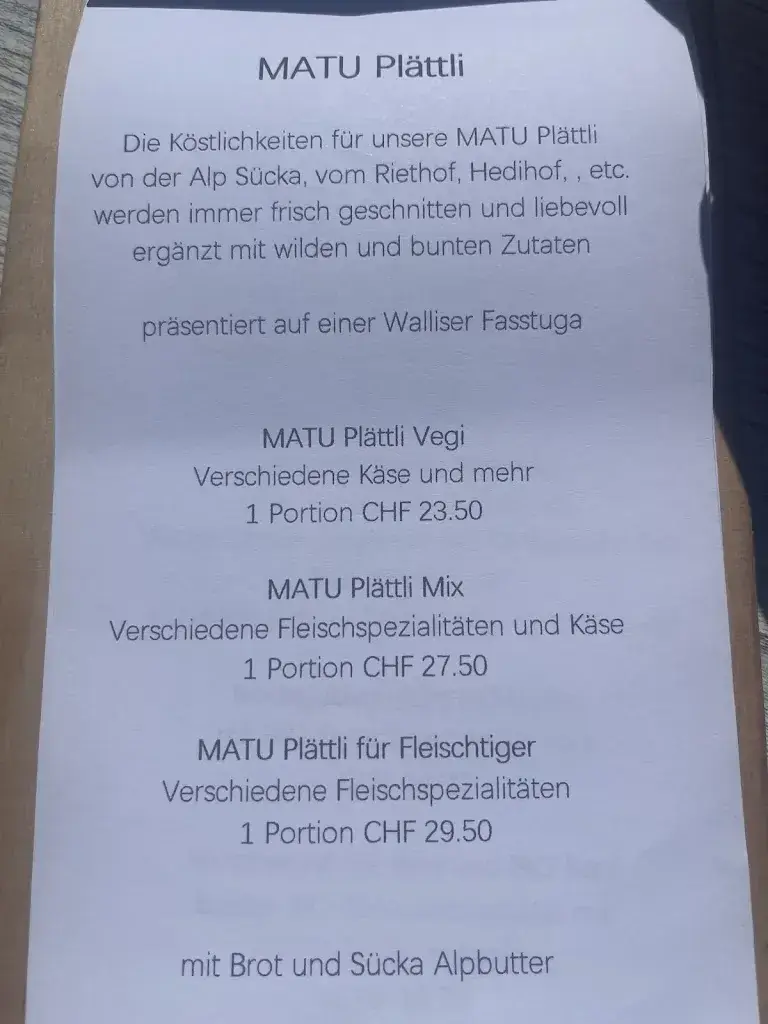 MATU Plättli
Die Köstlichkeiten für unsere MATU Plättli
von der Alp Sücka, vom Riethof, Hedihof, , etc.
werden immer frisch geschnitten und liebevoll
ergänzt mit wilden und bunten Zutaten
präsentiert auf einer Walliser Fasstuga
MATU Plättli Vegi
Verschiedene Käse und mehr
1 Portion CHF 23.50
MATU Plättli Mix
Verschiedene Fleischspezialitäten und Käse
1 Portion CHF 27.50
MATU Plättli für Fleischtiger
Verschiedene Fleischspezialitäten
1 Portion CHF 29.50
mit Brot und Sücka Alpbutter